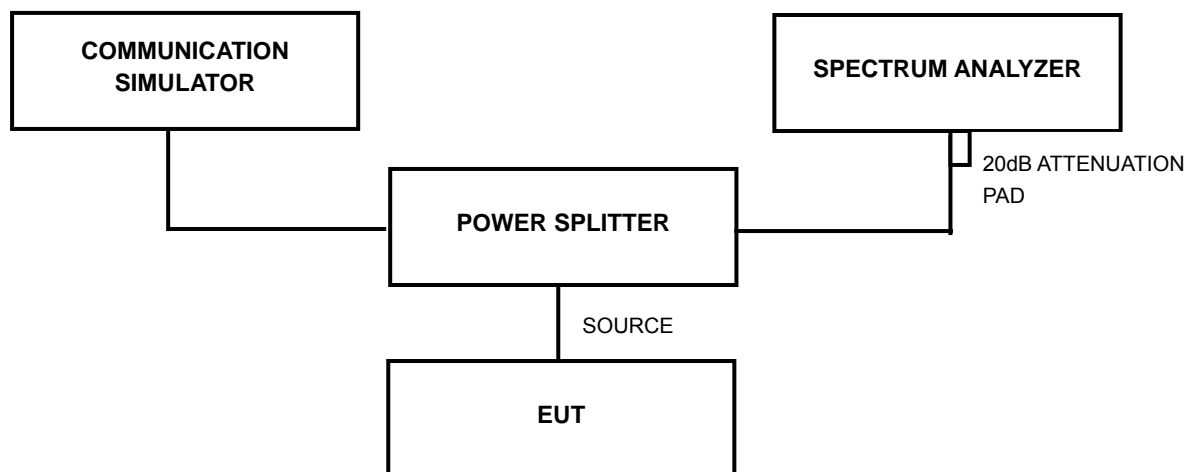 COMMUNICATION
SIMULATOR
SPECTRUM ANALYZER
20dB ATTENUATION
PAD
POWER SPLITTER
SOURCE
EUT